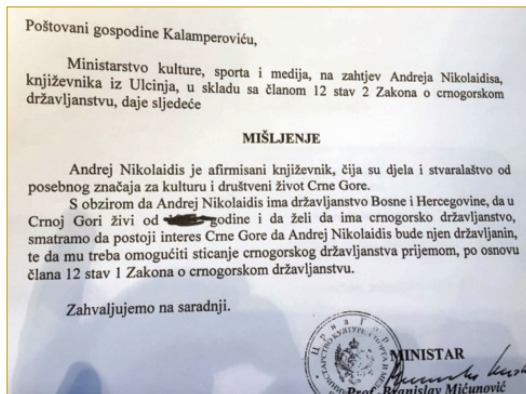 Poštovani gospodine Kalamperoviću,
Ministarstvo kulture, sporta i medija, na zahtjev Andreja Nikolaidisa,
književnika iz Ulcinja, u skladu sa članom 12 stav 2 Zakona o crnogorskom
državljanstvu, daje sljedeće
MIŠLJENJE
Andrej Nikolaidis je afirmisani književnik, čija su djela i stvaralaštvo od
posebnog značaja za kulturu i društveni život Crne Gore.
S obzirom da Andrej Nikolaidis ima državljanstvo Bosne i Hercegovine, da u
Crnoj Gori živi od godine i da želi da ima crnogorsko državljanstvo,
smatramo da postoji interes Crne Gore da Andrej Nikolaidis bude njen državljanin,
te da mu treba omogućiti sticanje crnogorskog državljanstva prijemom, po osnovu
člana 12 stav 1 Zakona o crnogorskom državljanstvu.
Zahvaljujemo na saradnji.
MINISTAR
Prof. Branislav Mićunović